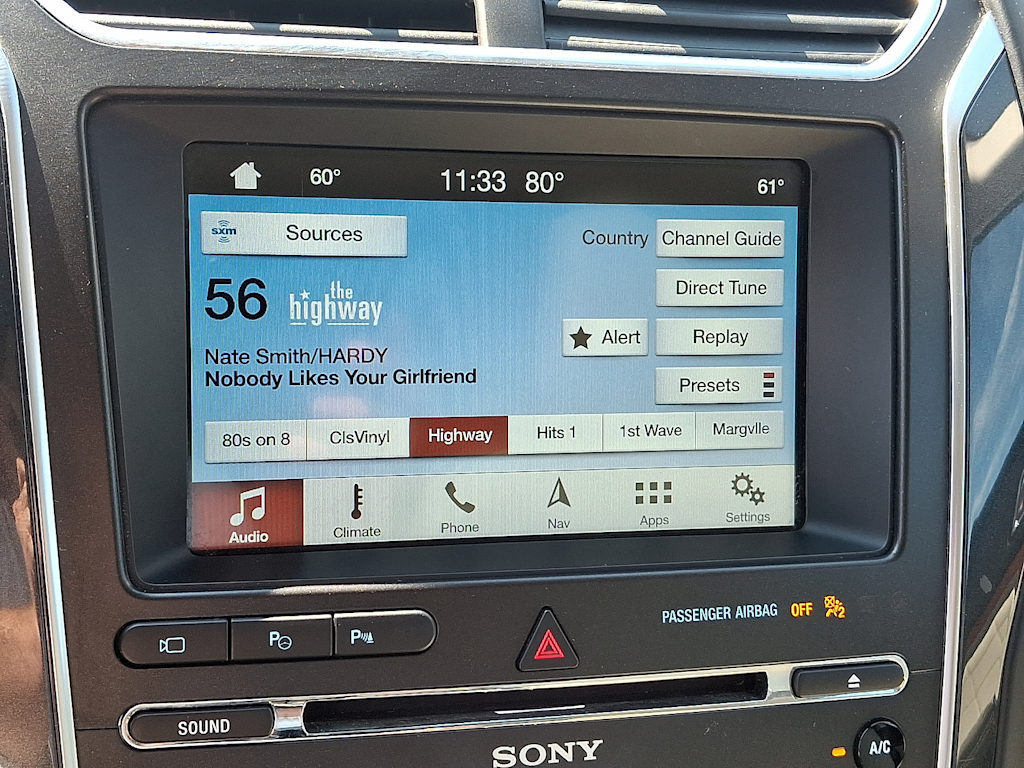 60° 11:33 80° 61°
sxm Sources
Country Channel Guide
56 the highway
Direct Tune
Alert Replay
Nate Smith/HARDY
Nobody Likes Your Girlfriend
Presets
80s on 8 ClsVinyl Highway Hits 1 1st Wave Margvlle
Audio Climate Phone Nav Apps Settings
PASSENGER AIRBAG OFF 2
P P
SOUND
SONY
A/C